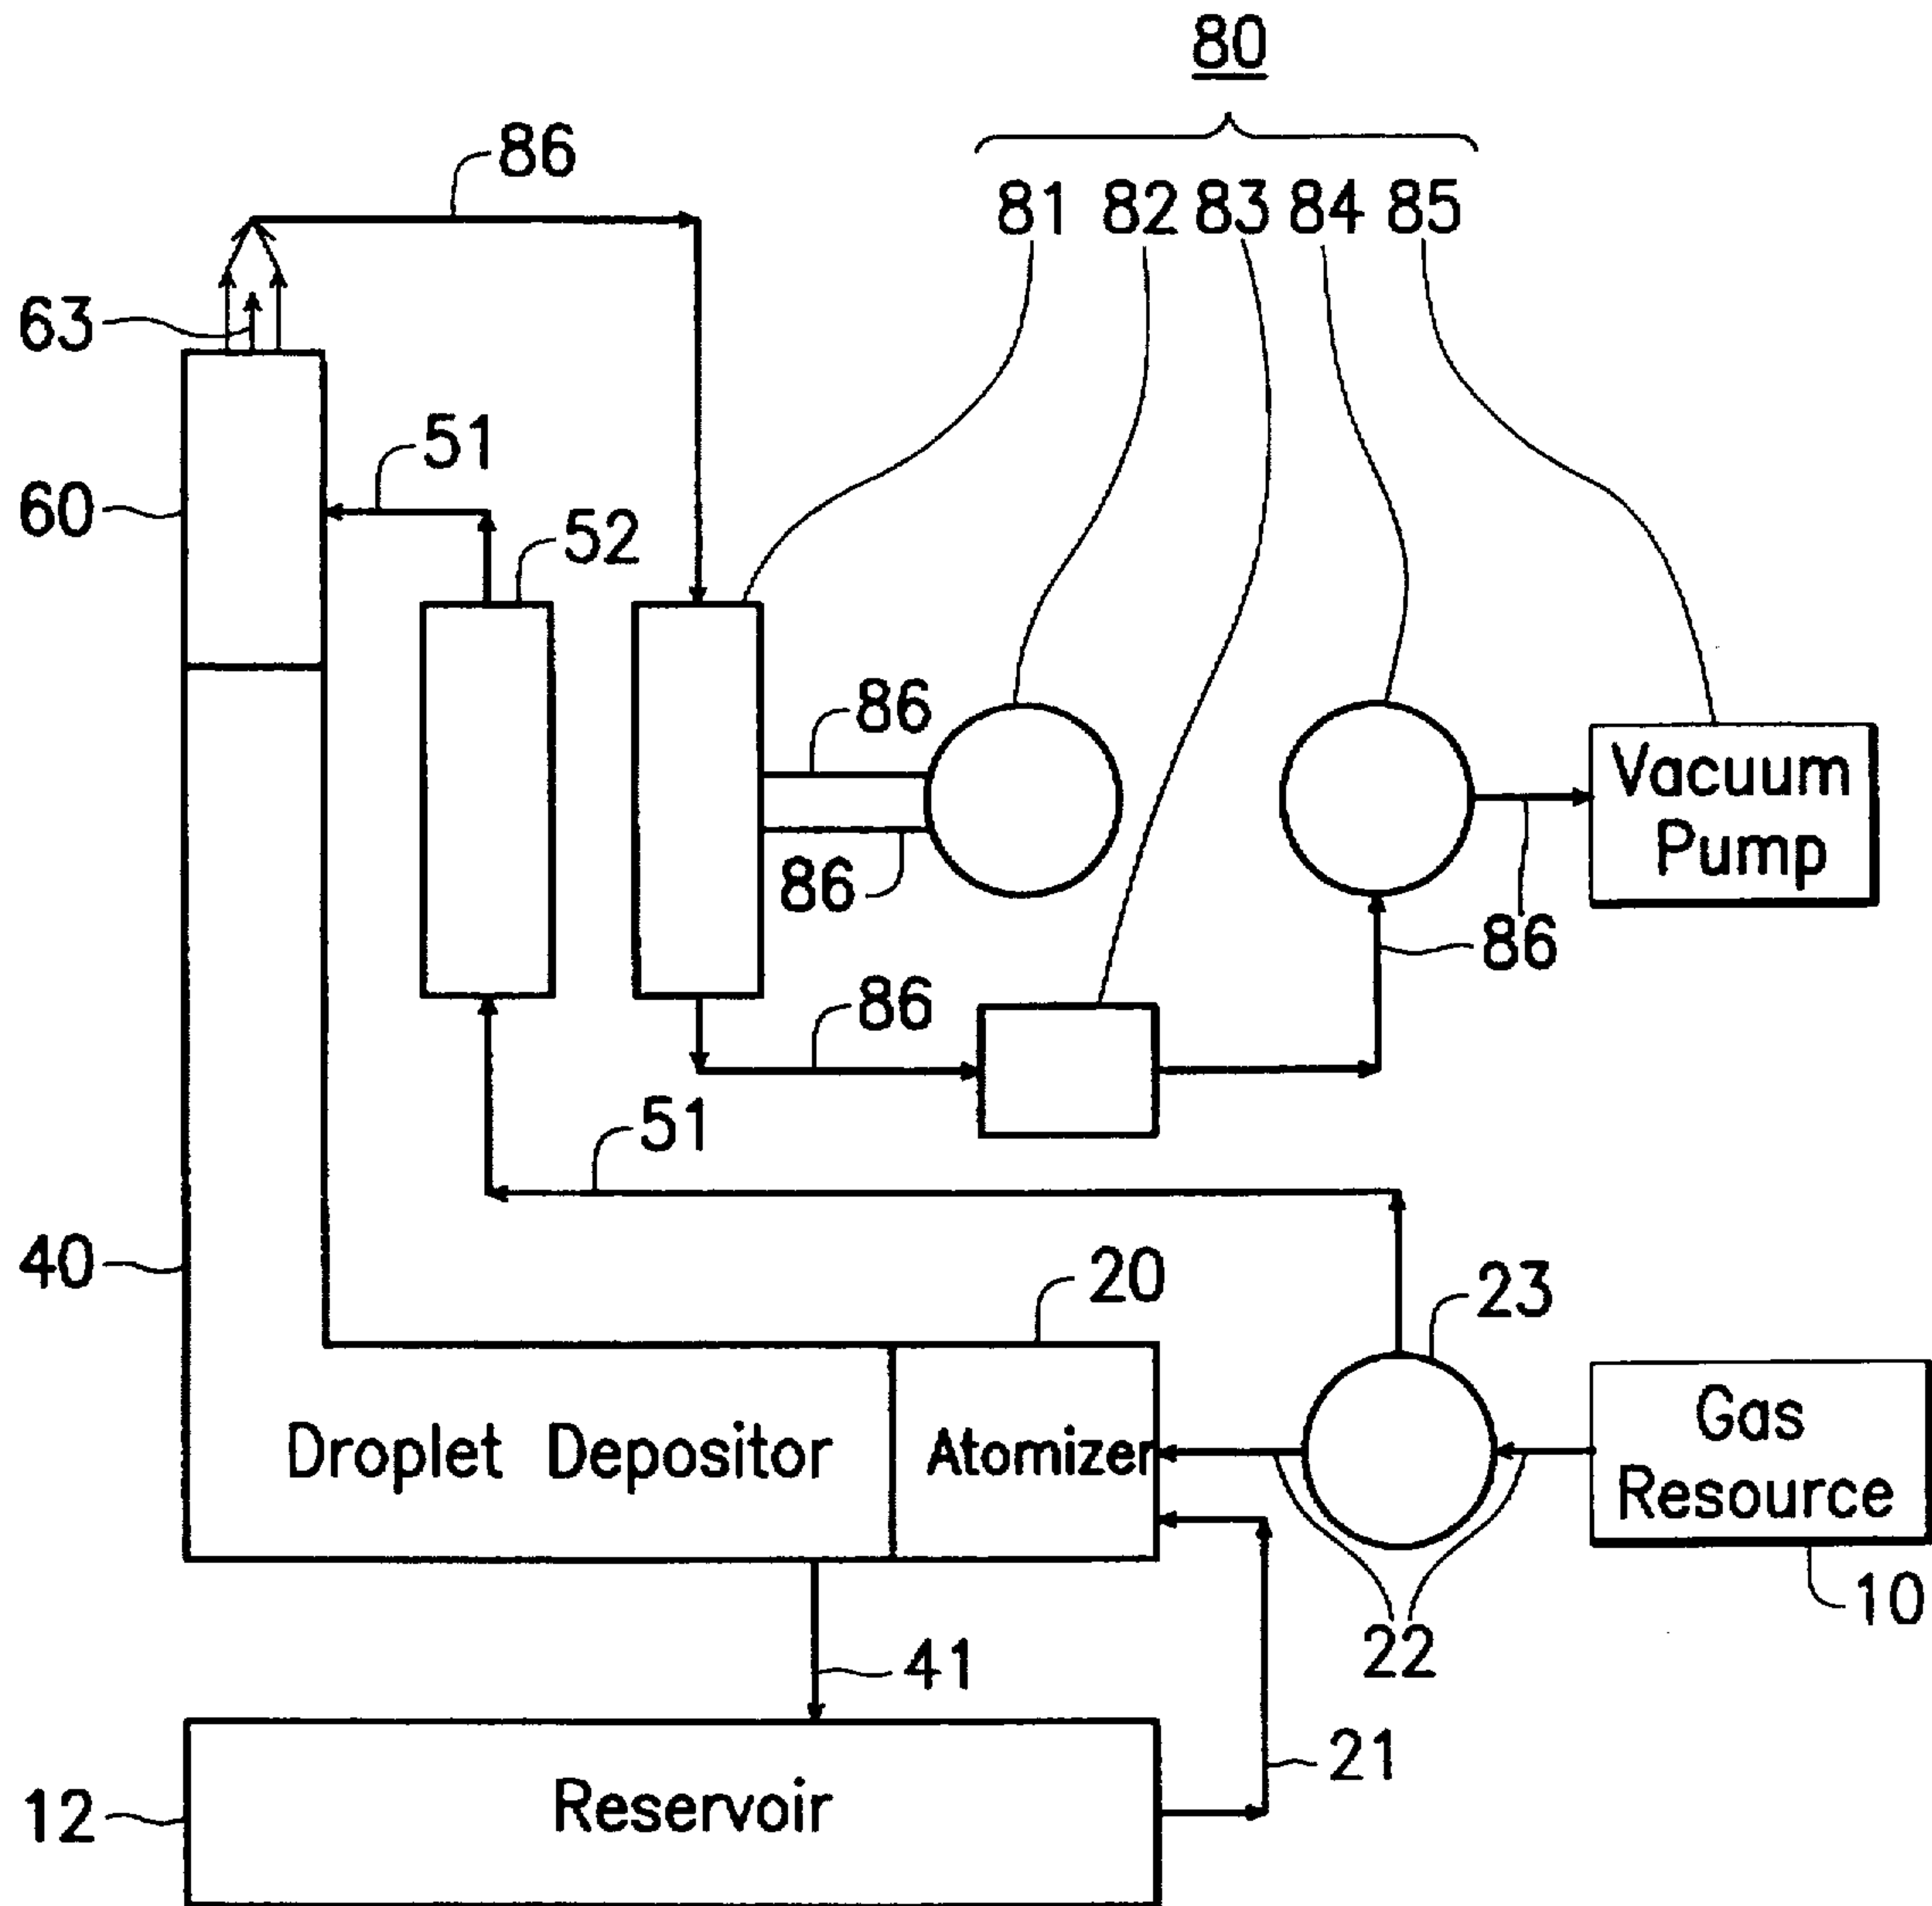 80
86
81 82 83 84 85
63
51
60
52
86
Vacuum
Pump
86
86
86
51
40
20
23
Gas
Resource
Droplet Depositor
Atomizer
10
22
41
21
12
Reservoir